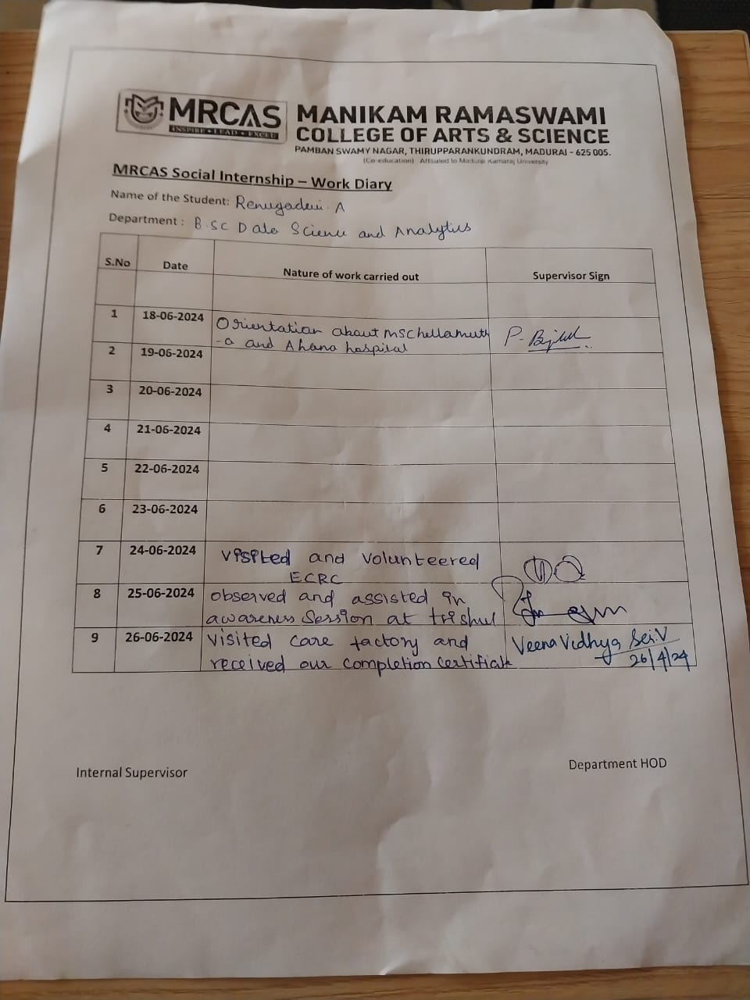 MRCAS
INSPIRE • LEAD • EXCEL
MANIKAM RAMASWAMI
COLLEGE OF ARTS & SCIENCE
PAMBAN SWAMY NAGAR, THIRUPPARANKUNDRAM, MADURAI - 625 005.
(Co-education) Affiliated to Madurai Kamaraj University
MRCAS Social Internship – Work Diary
Name of the Student: Renugadevi. A
Department : B.SC Data Science and Analytics
S.No Date Nature of work carried out Supervisor Sign
1 18-06-2024 Orientation about MSChellamuth
-a and Ahana hospital
2 19-06-2024
3 20-06-2024
4 21-06-2024
5 22-06-2024
6 23-06-2024
7 24-06-2024 visited and volunteered
ECRC
8 25-06-2024 observed and assisted in
awareness session at trishul
9 26-06-2024 visited care factory and Veena Vidhya
received our completion certificate 26/4/24
Internal Supervisor Department HOD